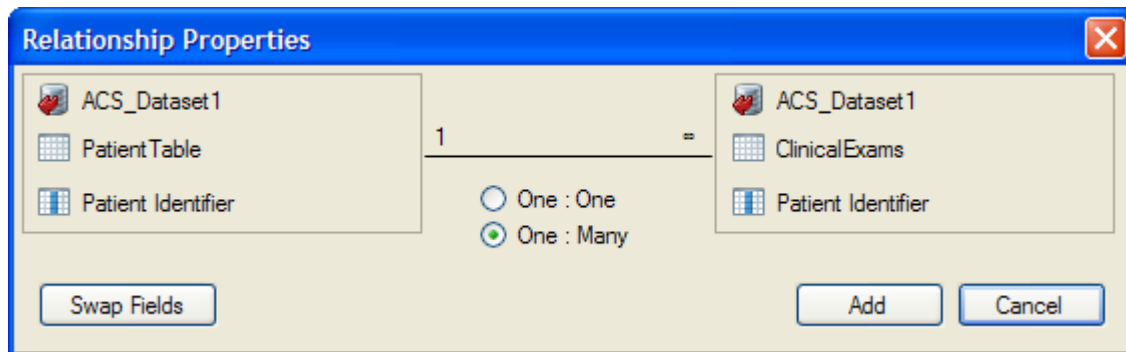 Relationship Properties
ACS_Dataset1
PatientTable
Patient Identifier
1 ∞
One : One
One : Many
ACS_Dataset1
ClinicalExams
Patient Identifier
Swap Fields
Add
Cancel